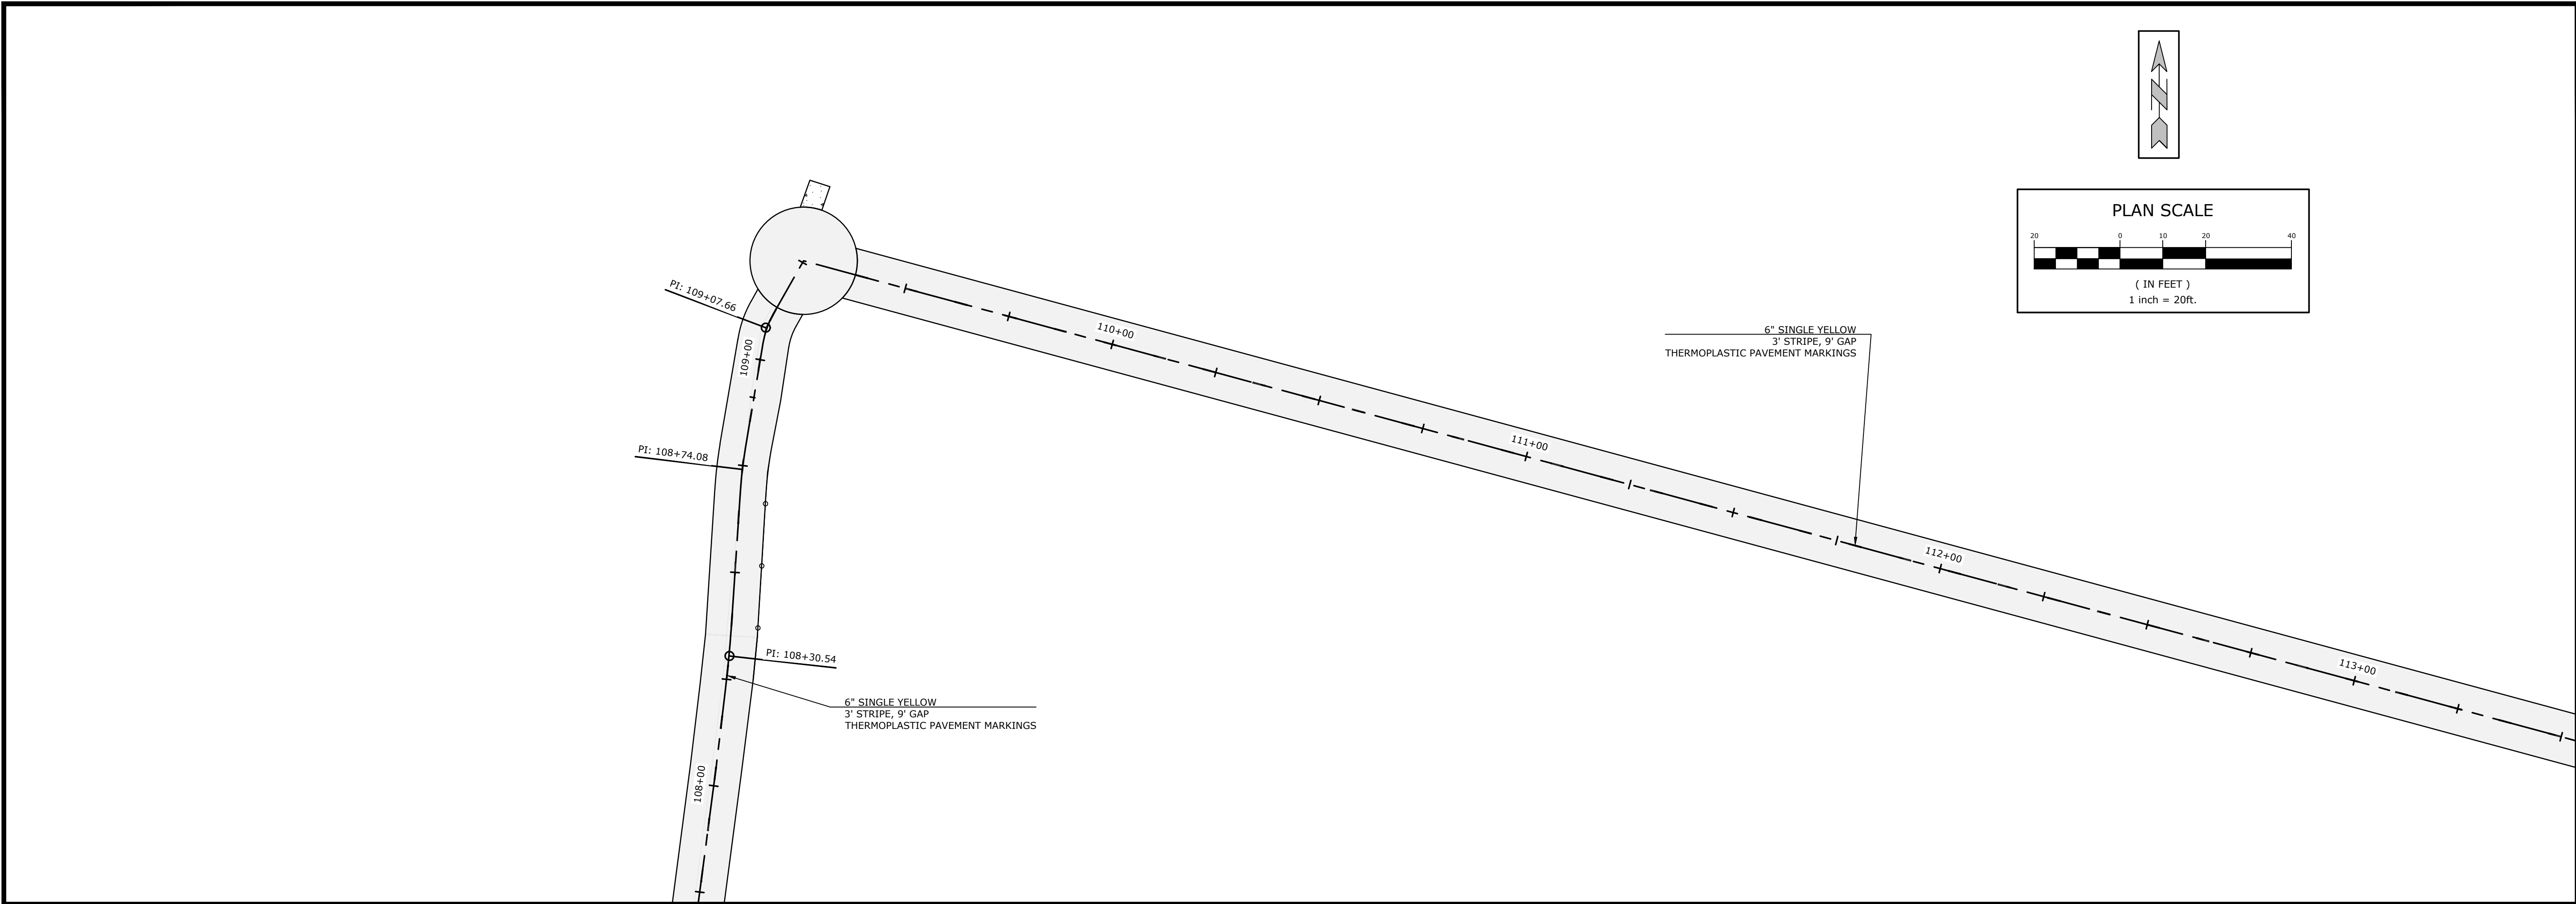 PLAN SCALE
20 0 10 20 40
( IN FEET )
1 inch = 20ft.
PI: 109+07.66
109+00
110+00
6" SINGLE YELLOW
3' STRIPE, 9' GAP
THERMOPLASTIC PAVEMENT MARKINGS
PI: 108+74.08
111+00
112+00
PI: 108+30.54
113+00
6" SINGLE YELLOW
3' STRIPE, 9' GAP
THERMOPLASTIC PAVEMENT MARKINGS
108+00